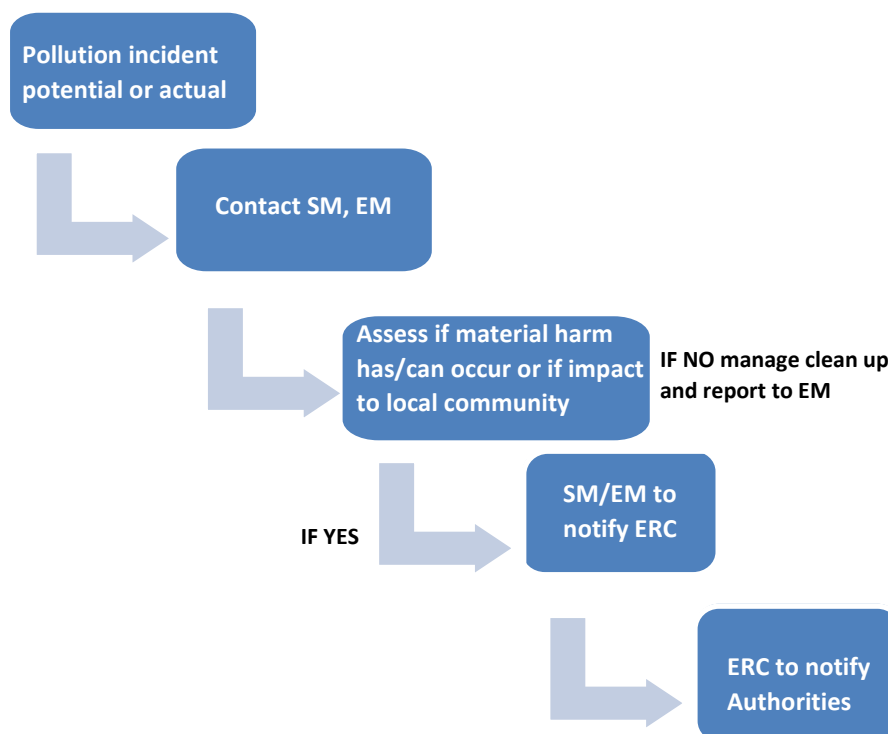 Pollution incident
potential or actual
Contact SM, EM
Assess if material harm
has/can occur or if impact
to local community
IF NO manage clean up
and report to EM
IF YES
SM/EM to
notify ERC
ERC to notify
Authorities